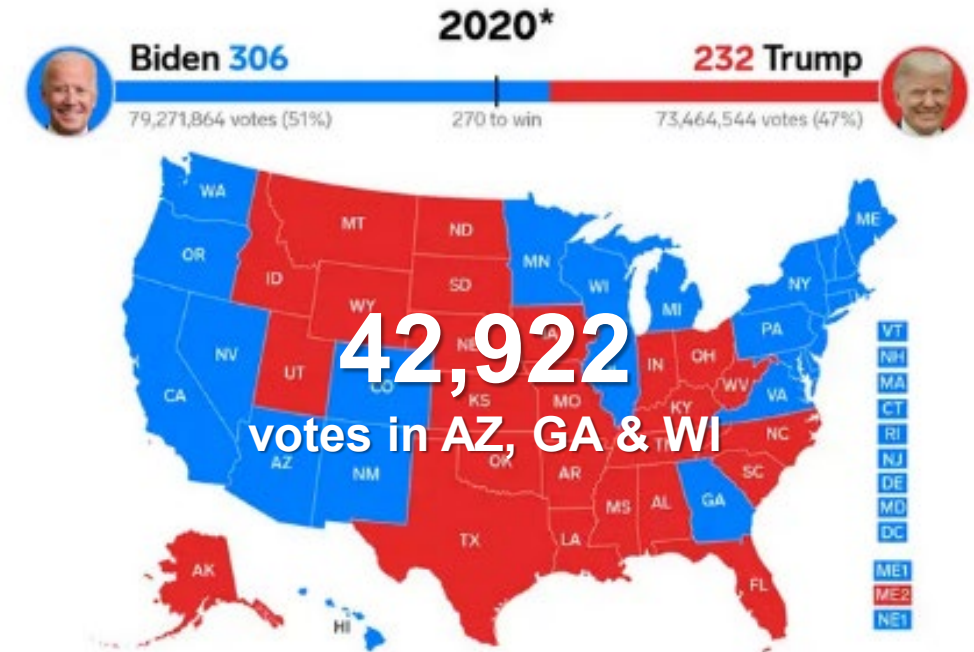 2020*
Biden 306
232 Trump
79,271,864 votes (51%)
270 to win
73,464,544 votes (47%)
WA
ME
MT
ND
OR
MN
ID
SD
WI
NY
WY
MI
42,922
PA
NE
IA
NV
UT
IN
OH
CO
WV
CA
KS
MO
VA
KY
votes in AZ, GA & WI
NC
TN
AZ
NM
OK
AR
SC
MS
AL
GA
TX
LA
AK
FL
HI
VT
NH
MA
CT
RI
NJ
DE
MD
DC
ME1
ME2
NE1